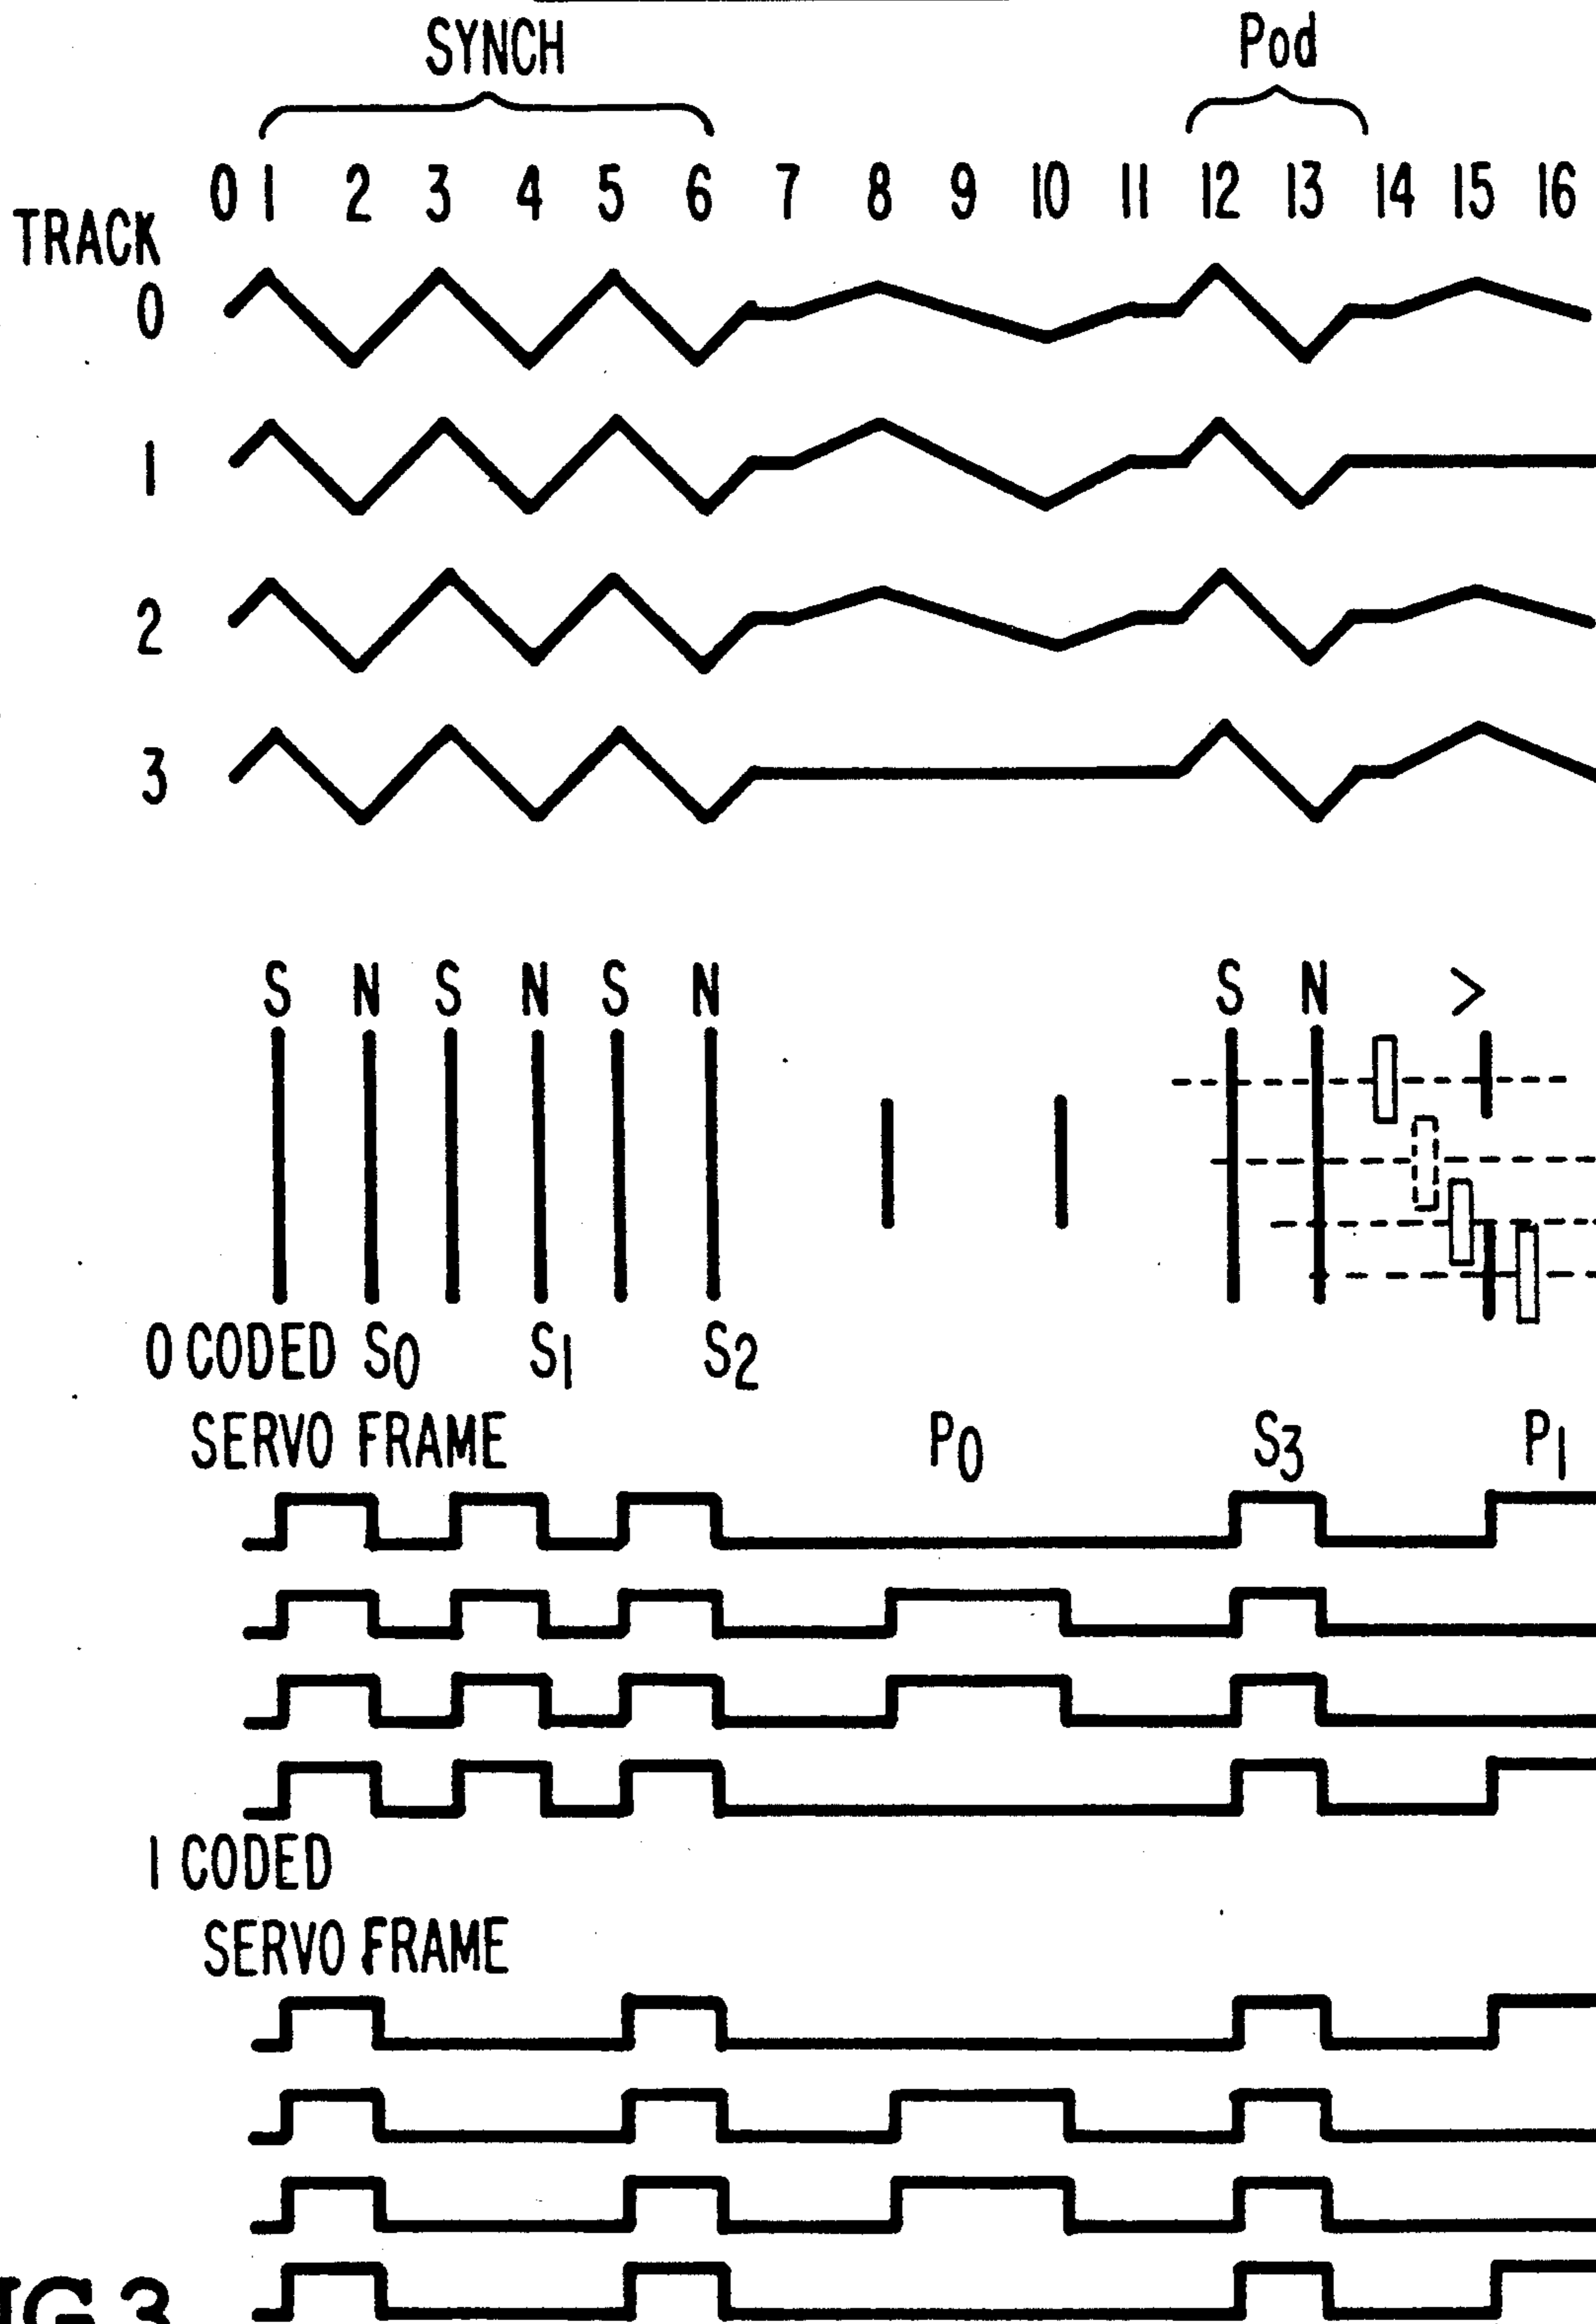 SYNCH Pod
0 1 2 3 4 5 6 7 8 9 10 11 12 13 14 15 16
TRACK
0
1
2
3
S N S N S N S N >
0 CODED S0 S1 S2
SERVO FRAME P0 S3 P1
1 CODED
SERVO FRAME